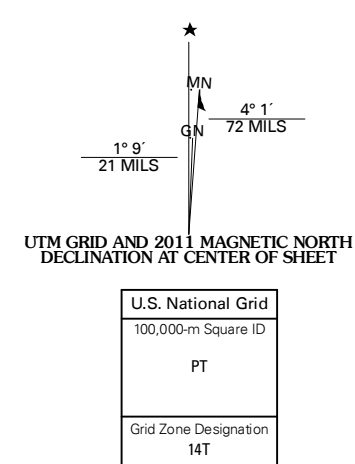 MN
4° 1´
72 MILS
GN
1° 9´
21 MILS
UTM GRID AND 2011 MAGNETIC NORTH
DECLINATION AT CENTER OF SHEET
U.S. National Grid
100,000-m Square ID
PT
Grid Zone Designation
14T